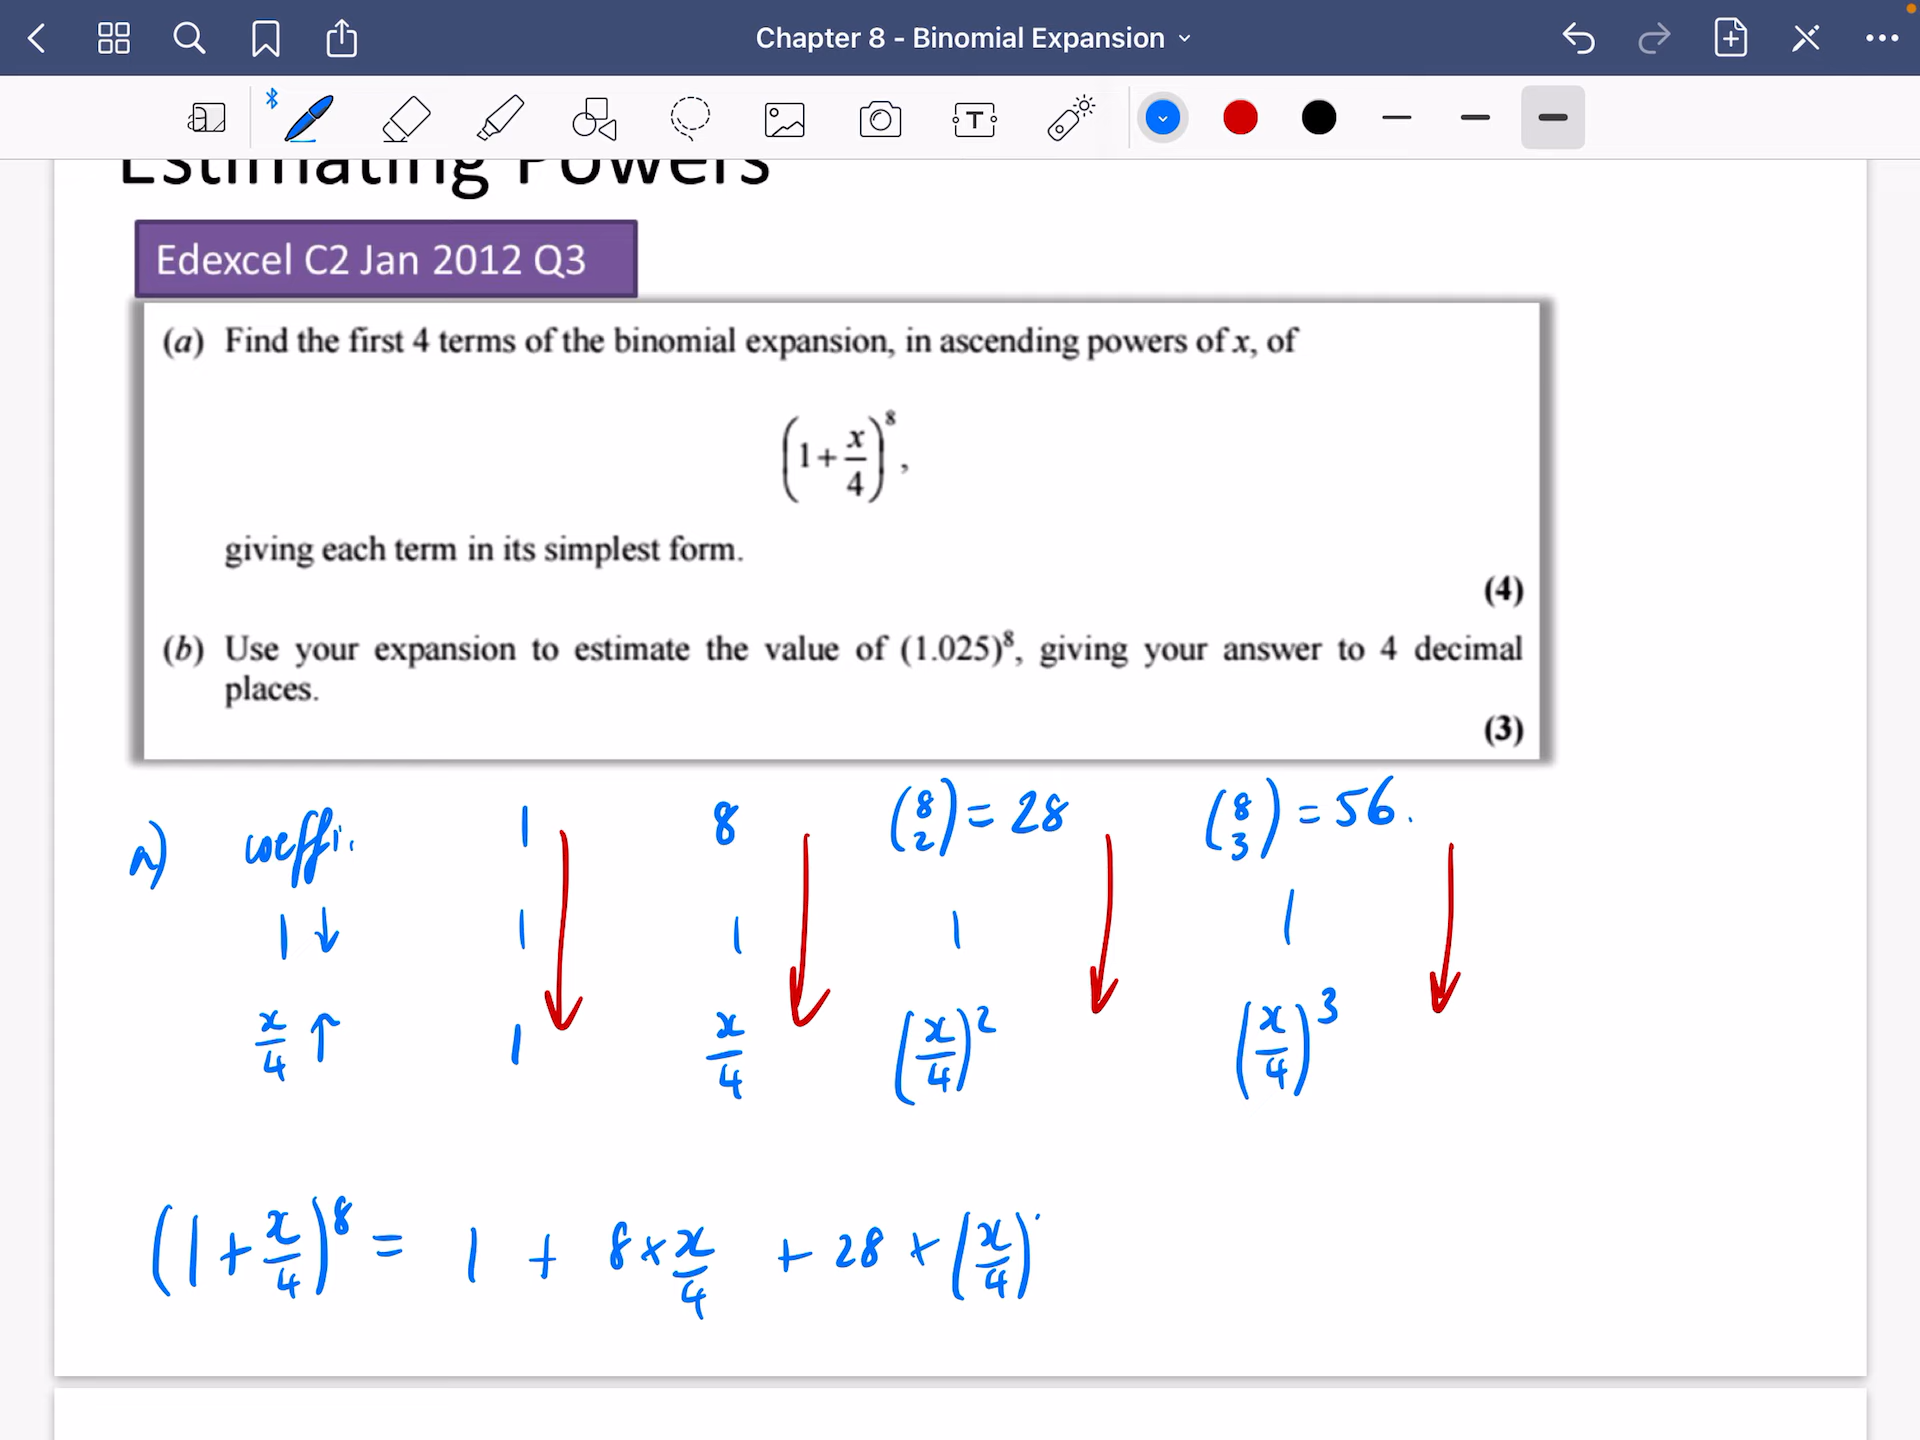 Chapter 8 - Binomial Expansion
T
Estimating Powers
Edexcel C2 Jan 2012 Q3
(a) Find the first 4 terms of the binomial expansion, in ascending powers of x, of
(1 + x/4)^8,
giving each term in its simplest form.
(4)
(b) Use your expansion to estimate the value of (1.025)^8, giving your answer to 4 decimal
places.
(3)
a) coeffi. 1 8 (8 2) = 28 (8 3) = 56.
1 ↓ 1 1 1 1
x/4 ↑ 1 x/4 (x/4)^2 (x/4)^3
(1 + x/4)^8 = 1 + 8 × x/4 + 28 × (x/4)